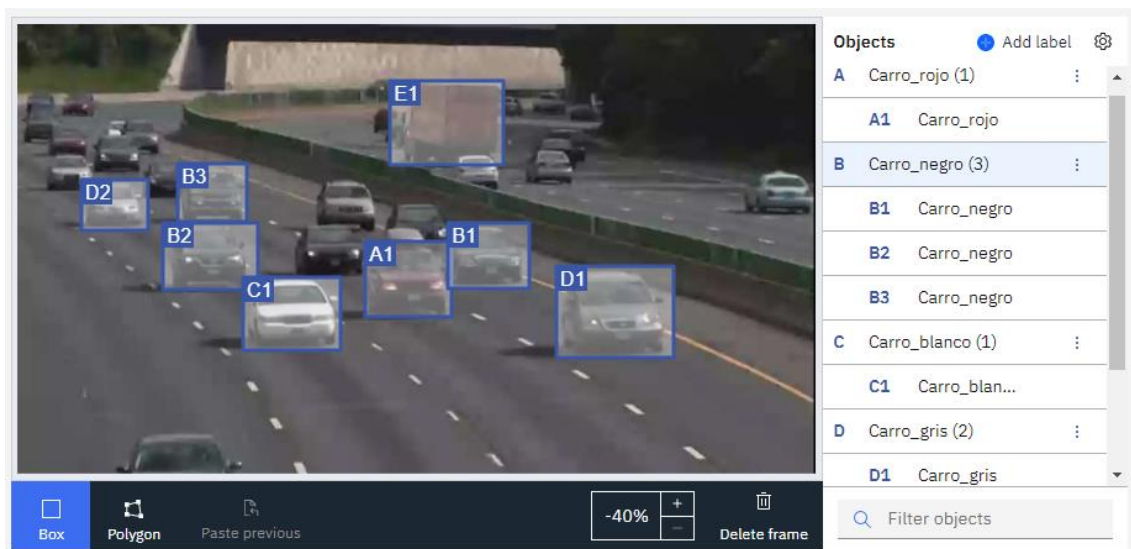 Objects
Add label
A Carro_rojo (1)
A1 Carro_rojo
B Carro_negro (3)
B1 Carro_negro
B2 Carro_negro
B3 Carro_negro
C Carro_blanco (1)
C1 Carro_blan...
D Carro_gris (2)
D1 Carro_gris
Filter objects
E1
B3
D2
B2
B1
A1
D1
C1
Box
Polygon
Paste previous
-40%
+
-
Delete frame